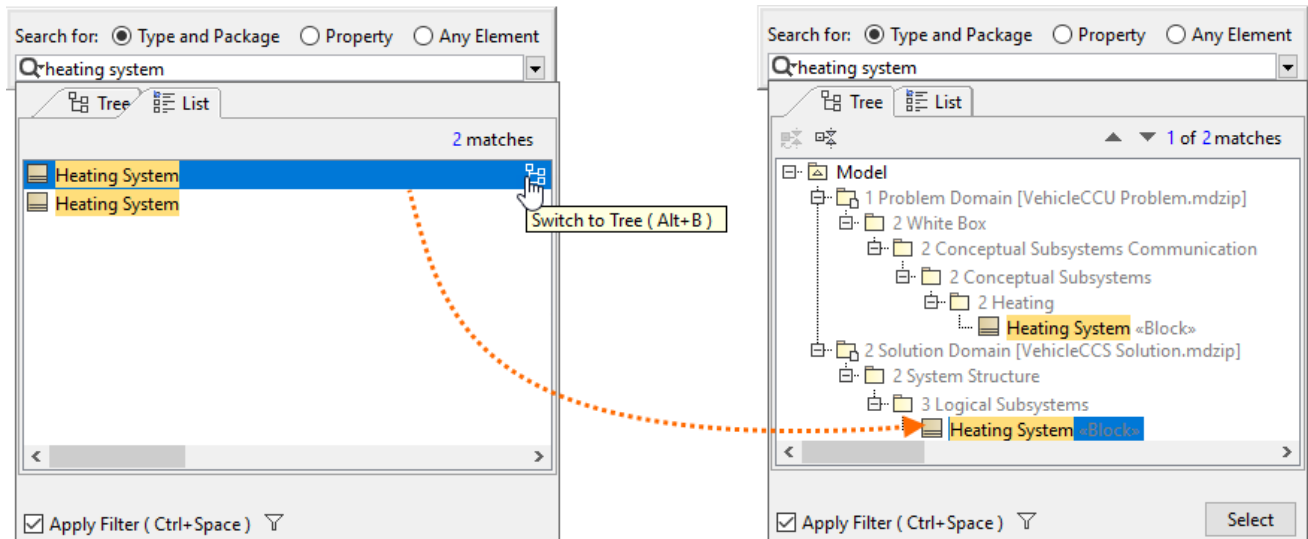 Search for: Type and Package Property Any Element
heating system
Tree List
2 matches
Heating System
Heating System
Switch to Tree ( Alt+B )
Apply Filter ( Ctrl+Space )
Search for: Type and Package Property Any Element
heating system
Tree List
1 of 2 matches
Model
1 Problem Domain [VehicleCCU Problem.mdzip]
2 White Box
2 Conceptual Subsystems Communication
2 Conceptual Subsystems
2 Heating
Heating System «Block»
2 Solution Domain [VehicleCCS Solution.mdzip]
2 System Structure
3 Logical Subsystems
Heating System «Block»
Apply Filter ( Ctrl+Space )
Select